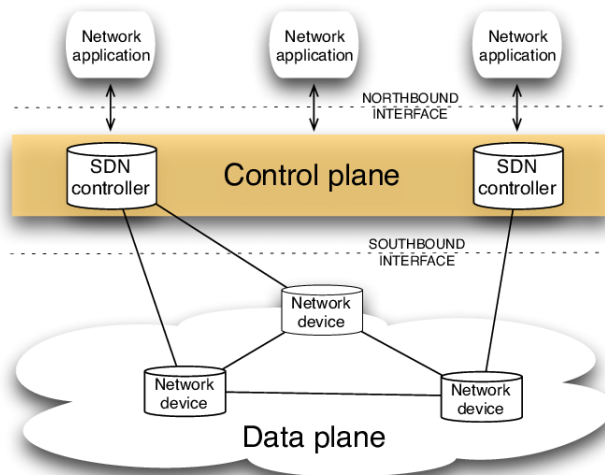 Network
application
Network
application
Network
application
NORTHBOUND
INTERFACE
SDN
controller
Control plane
SDN
controller
SOUTHBOUND
INTERFACE
Network
device
Network
device
Network
device
Data plane